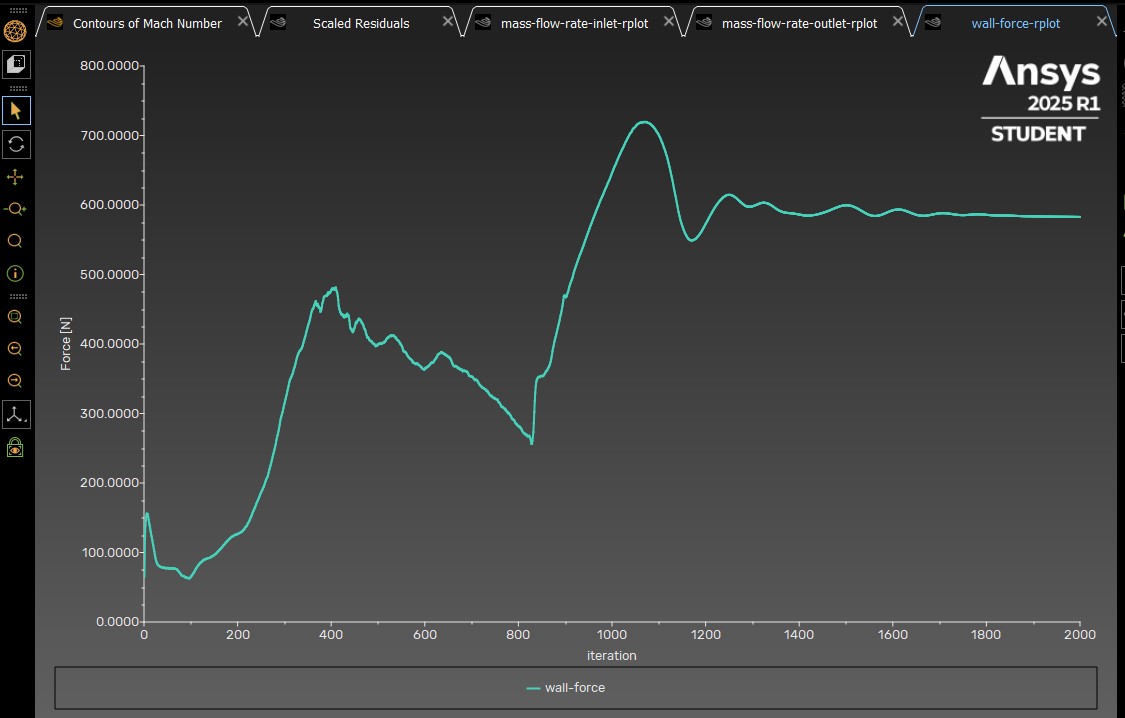 Contours of Mach Number
Scaled Residuals
mass-flow-rate-inlet-rplot
mass-flow-rate-outlet-rplot
wall-force-rplot
Ansys
2025 R1
STUDENT
800.0000
700.0000
600.0000
500.0000
400.0000
300.0000
200.0000
100.0000
0.0000
Force [N]
0 200 400 600 800 1000 1200 1400 1600 1800 2000
iteration
wall-force